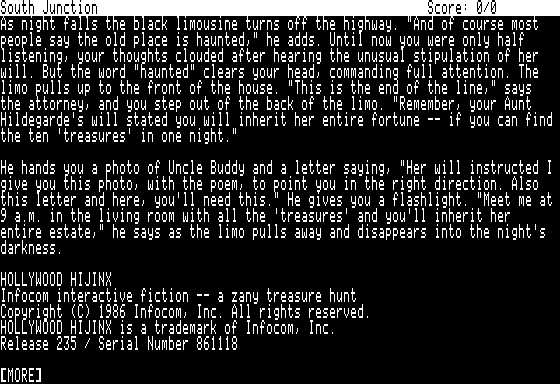 South Junction Score: 0/0
As night falls the black limousine turns off the highway. "And of course most
people say the old place is haunted," he adds. Until now you were only half
listening, your thoughts clouded after hearing the unusual stipulation of her
will. But the word "haunted" clears your head, commanding full attention. The
limo pulls up to the front of the house. "This is the end of the line," says
the attorney, and you step out of the back of the limo. "Remember, your Aunt
Hildegarde's will stated you will inherit her entire fortune -- if you can find
the ten 'treasures' in one night."
He hands you a photo of Uncle Buddy and a letter saying, "Her will instructed I
give you this photo, with the poem, to point you in the right direction. Also
this letter and here, you'll need this." He gives you a flashlight. "Meet me at
9 a.m. in the living room with all the 'treasures' and you'll inherit her
entire estate," he says as the limo pulls away and disappears into the night's
darkness.
HOLLYWOOD HIJINX
Infocom interactive fiction -- a zany treasure hunt
Copyright (C) 1986 Infocom, Inc. All rights reserved.
HOLLYWOOD HIJINX is a trademark of Infocom, Inc.
Release 235 / Serial Number 861118
[MORE]